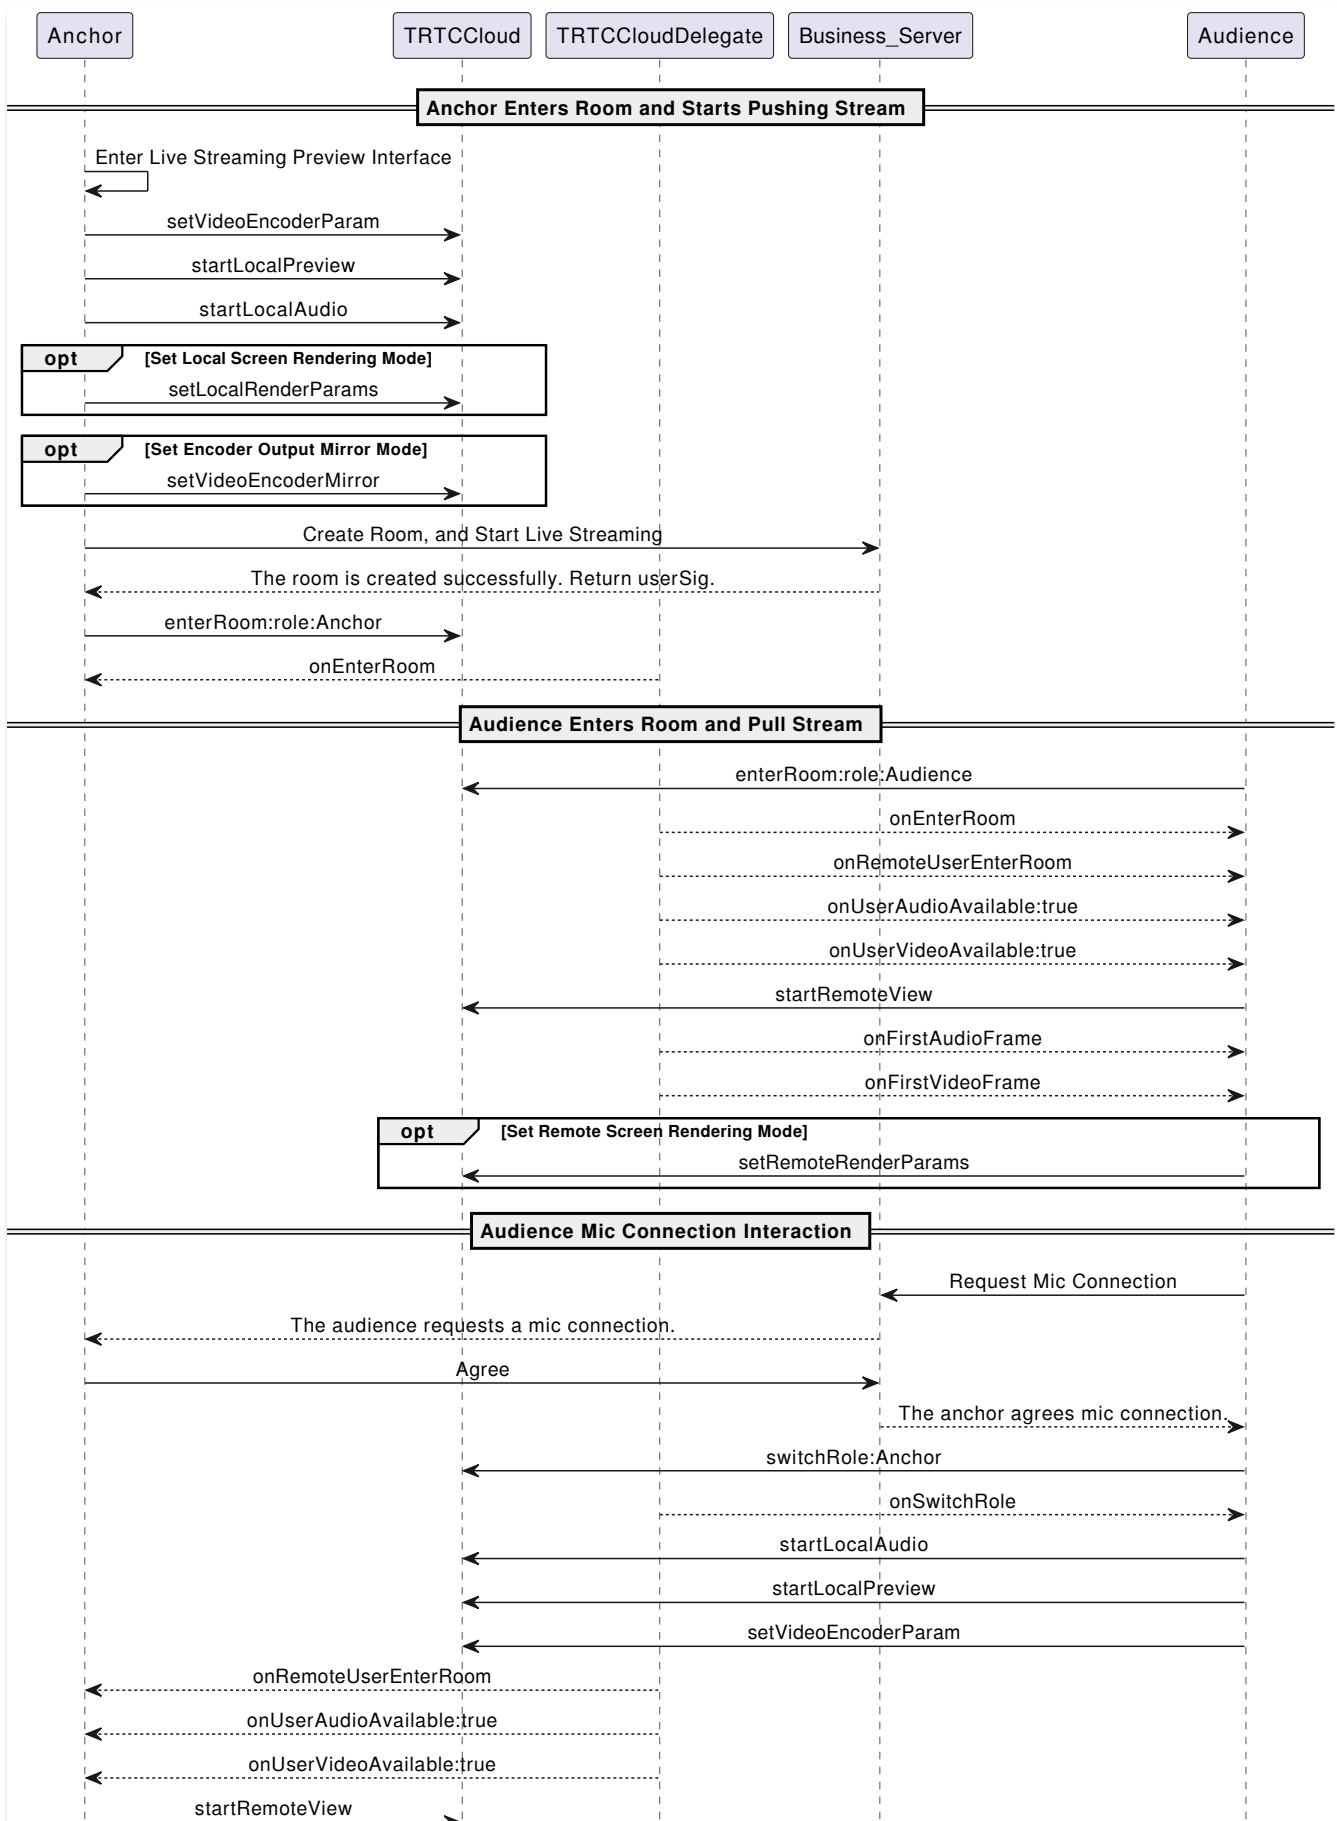 Anchor TRTCCloud TRTCCloudDelegate Business_Server Audience
Anchor Enters Room and Starts Pushing Stream
Enter Live Streaming Preview Interface
setVideoEncoderParam
startLocalPreview
startLocalAudio
opt [Set Local Screen Rendering Mode]
setLocalRenderParams
opt [Set Encoder Output Mirror Mode]
setVideoEncoderMirror
Create Room, and Start Live Streaming
The room is created successfully. Return userSig.
enterRoom:role:Anchor
onEnterRoom
Audience Enters Room and Pull Stream
enterRoom:role:Audience
onEnterRoom
onRemoteUserEnterRoom
onUserAudioAvailable:true
onUserVideoAvailable:true
startRemoteView
onFirstAudioFrame
onFirstVideoFrame
opt [Set Remote Screen Rendering Mode]
setRemoteRenderParams
Audience Mic Connection Interaction
Request Mic Connection
The audience requests a mic connection.
Agree
The anchor agrees mic connection.
switchRole:Anchor
onSwitchRole
startLocalAudio
startLocalPreview
setVideoEncoderParam
onRemoteUserEnterRoom
onUserAudioAvailable:true
onUserVideoAvailable:true
startRemoteView